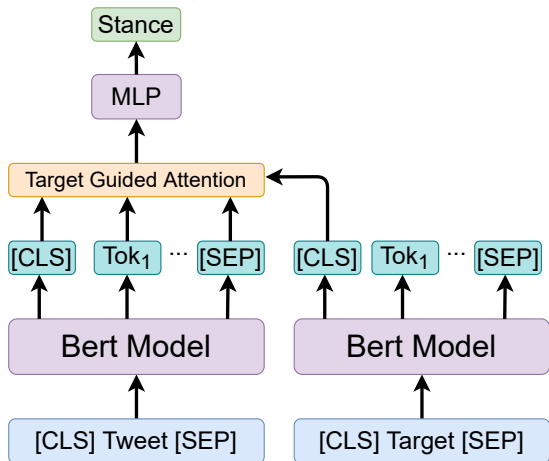 Stance
MLP
Target Guided Attention
[CLS] Tok1 ... [SEP] [CLS] Tok1 ... [SEP]
Bert Model Bert Model
[CLS] Tweet [SEP] [CLS] Target [SEP]